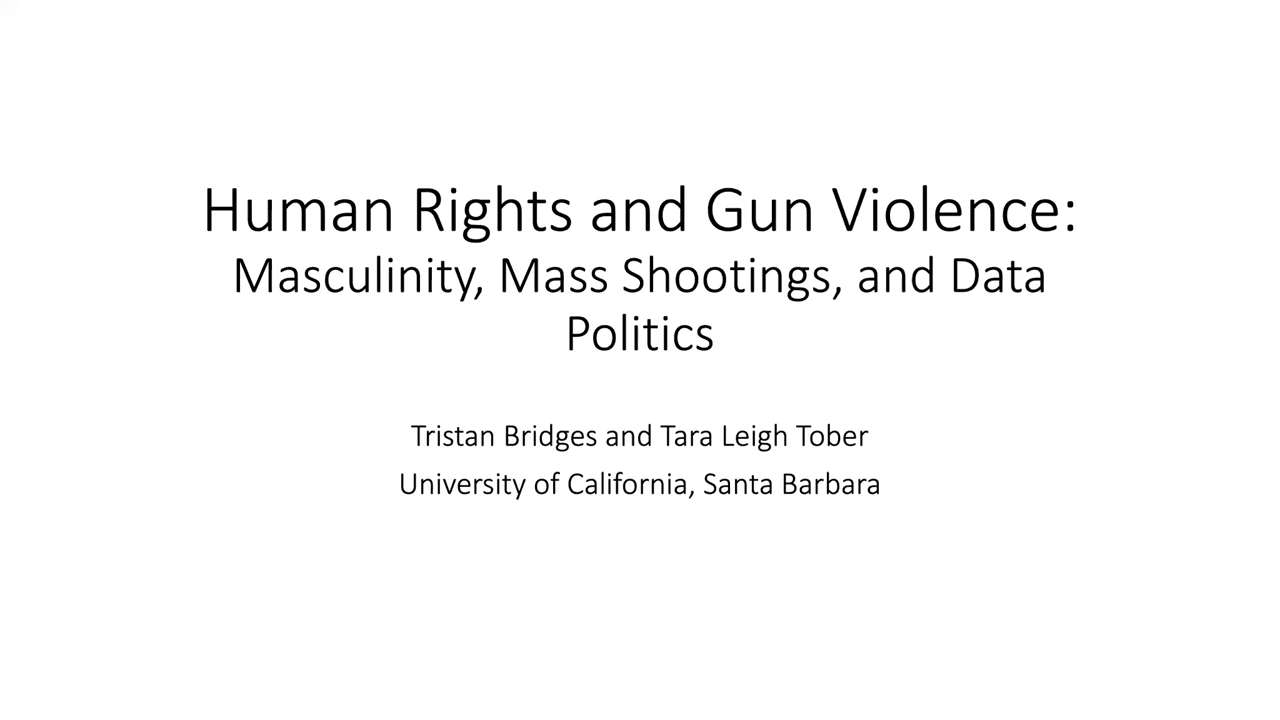 Human Rights and Gun Violence:
Masculinity, Mass Shootings, and Data
Politics
Tristan Bridges and Tara Leigh Tober
University of California, Santa Barbara